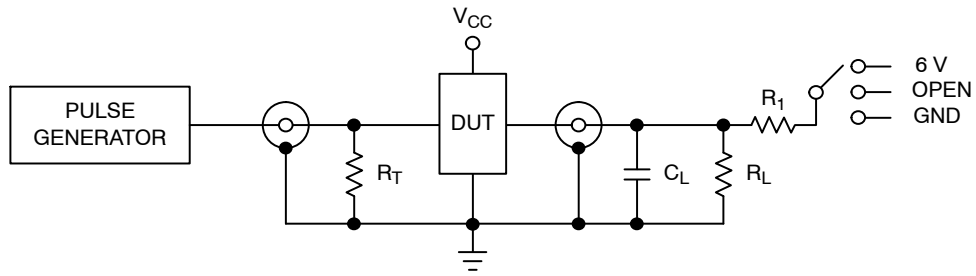 V_CC
6 V
OPEN
GND
R_1
PULSE
GENERATOR
DUT
R_T
C_L
R_L